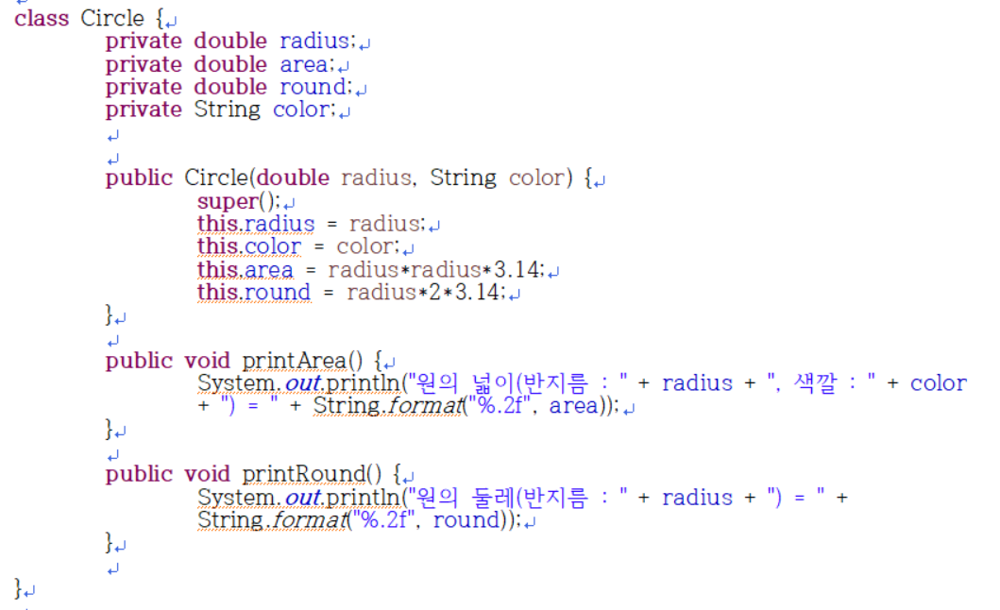 class Circle {
private double radius;
private double area;
private double round;
private String color;
public Circle(double radius, String color) {
super();
this.radius = radius;
this.color = color;
this.area = radius*radius*3.14;
this.round = radius*2*3.14;
}
public void printArea() {
System.out.println("원의 넓이(반지름 : " + radius + ", 색깔 : " + color
+ ") = " + String.format("%.2f", area));
}
public void printRound() {
System.out.println("원의 둘레(반지름 : " + radius + ") = " +
String.format("%.2f", round));
}
}